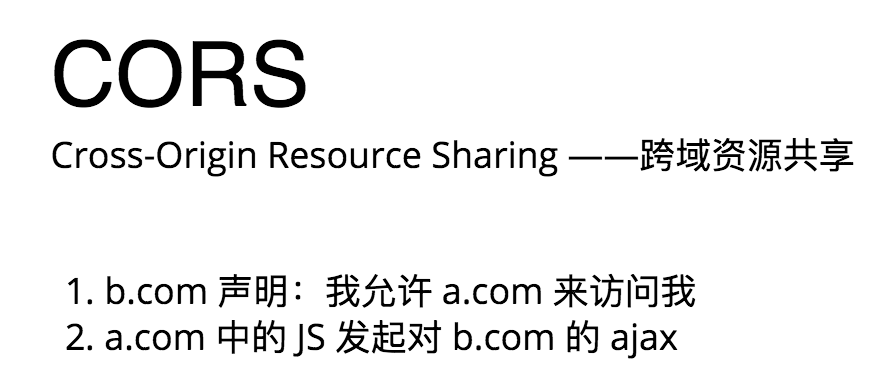 CORS
Cross-Origin Resource Sharing ——跨域资源共享
1. b.com 声明：我允许 a.com 来访问我
2. a.com 中的 JS 发起对 b.com 的 ajax